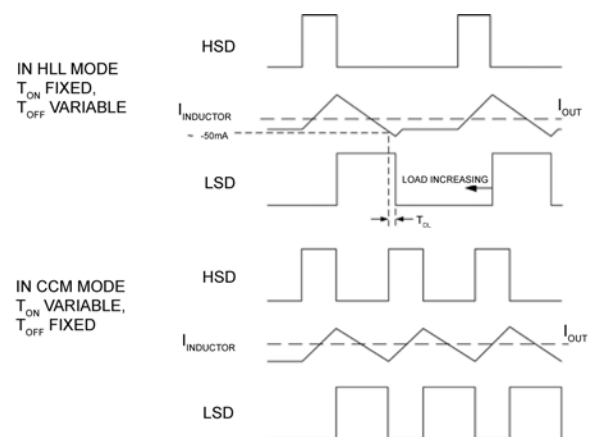 HSD
IN HLL MODE
TON FIXED,
TOFF VARIABLE
IINDUCTOR
IOUT
~ -50mA
LSD
LOAD INCREASING
TDL
HSD
IN CCM MODE
TON VARIABLE,
TOFF FIXED
IINDUCTOR
IOUT
LSD